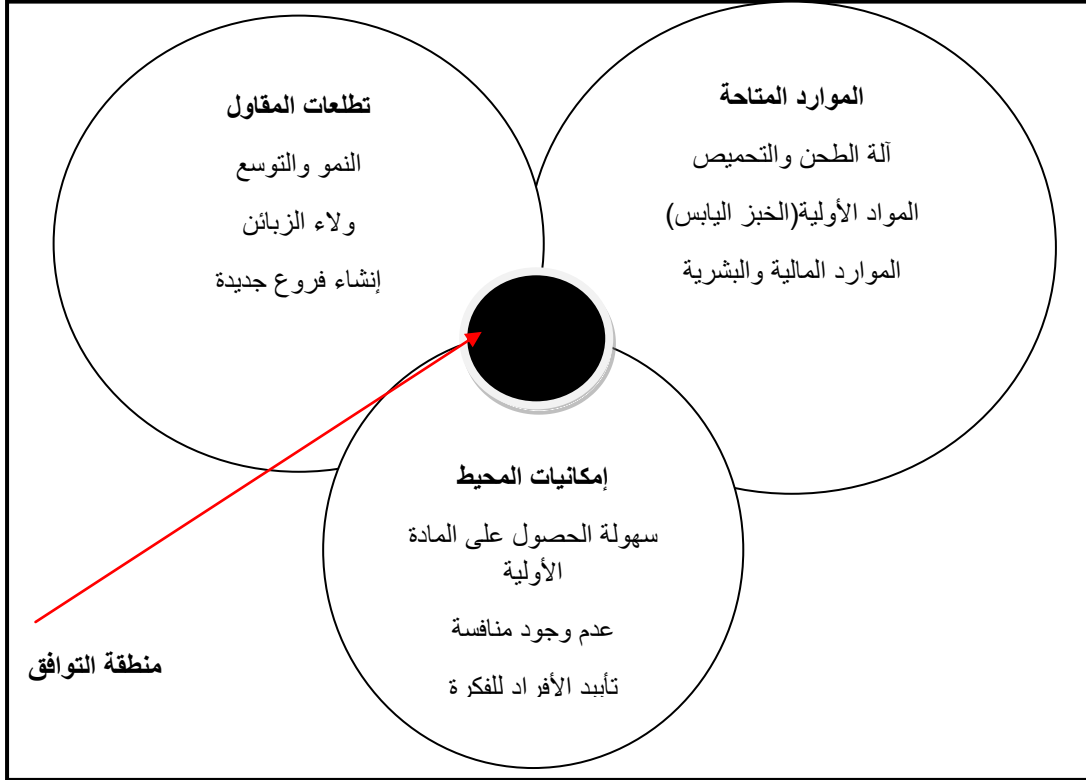 الموارد المتاحة
آلة الطحن والتحميص
المواد الأولية(الخبز اليابس)
الموارد المالية والبشرية
تطلعات المقاول
النمو والتوسع
ولاء الزبائن
إنشاء فروع جديدة
إمكانيات المحيط
سهولة الحصول على المادة
الأولية
عدم وجود منافسة
تأييد الأفراد للفكرة
منطقة التوافق